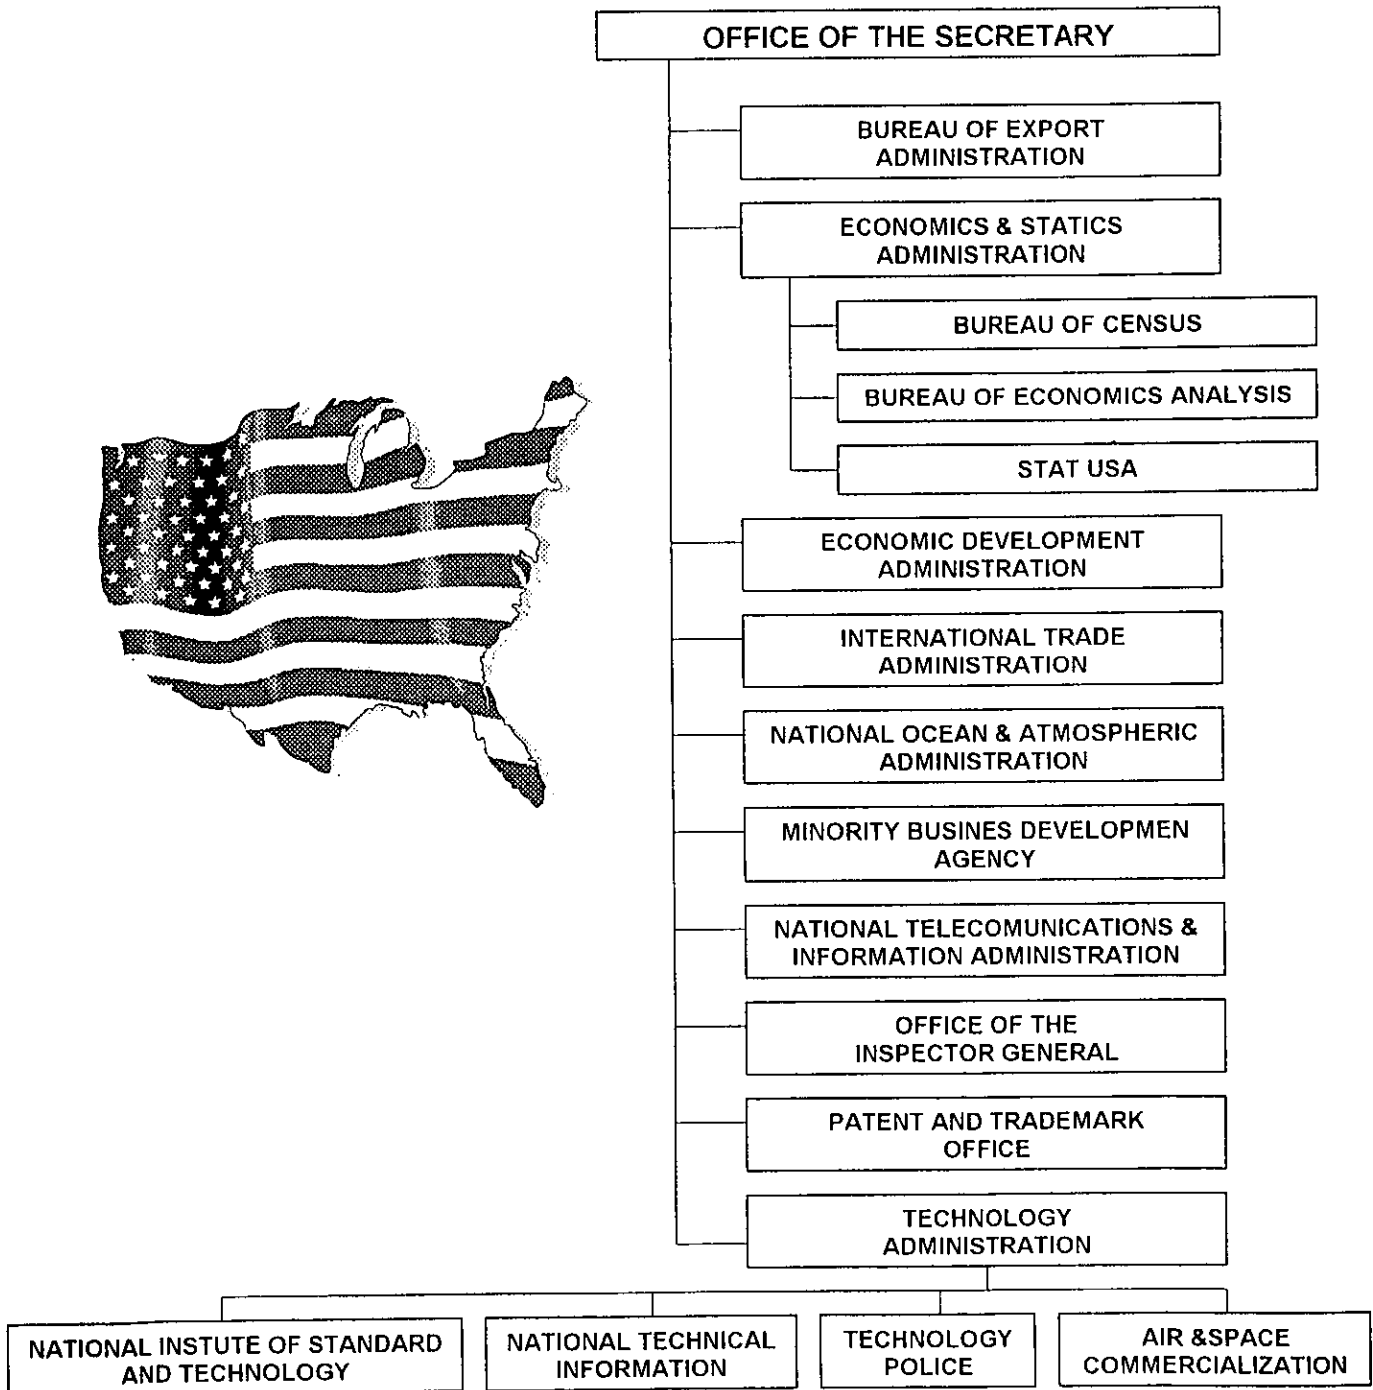 OFFICE OF THE SECRETARY
BUREAU OF EXPORT
ADMINISTRATION
ECONOMICS & STATICS
ADMINISTRATION
BUREAU OF CENSUS
BUREAU OF ECONOMICS ANALYSIS
STAT USA
ECONOMIC DEVELOPMENT
ADMINISTRATION
INTERNATIONAL TRADE
ADMINISTRATION
NATIONAL OCEAN & ATMOSPHERIC
ADMINISTRATION
MINORITY BUSINES DEVELOPMEN
AGENCY
NATIONAL TELECOMUNICATIONS &
INFORMATION ADMINISTRATION
OFFICE OF THE
INSPECTOR GENERAL
PATENT AND TRADEMARK
OFFICE
TECHNOLOGY
ADMINISTRATION
NATIONAL INSTUTE OF STANDARD
AND TECHNOLOGY
NATIONAL TECHNICAL
INFORMATION
TECHNOLOGY
POLICE
AIR &SPACE
COMMERCIALIZATION